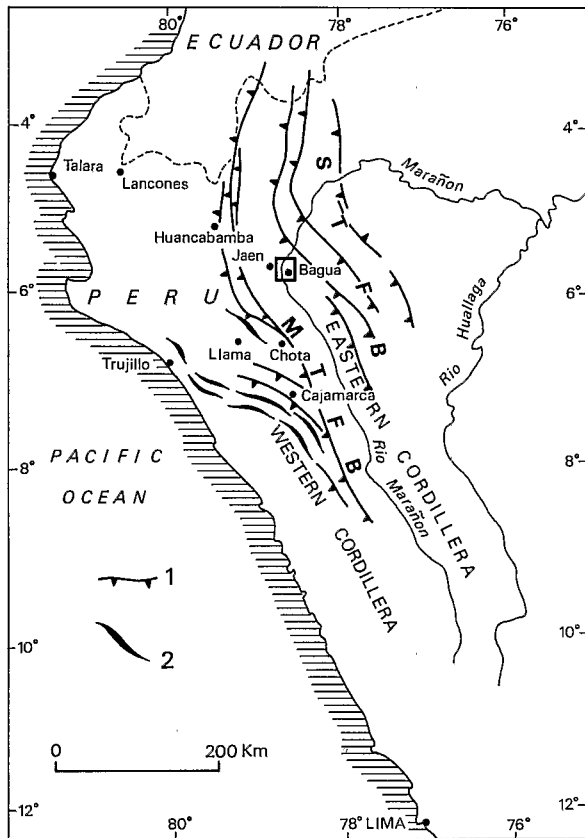 80° 78° 76°
ECUADOR
4° 4°
S T F B
Marañon
Talara
Lancones
Huancabamba
Jaen
Bagua
6° 6°
PERU
Huallaga
Rio
M T F B
Llama
Chota
Trujillo
Cajamarca
EASTERN CORDILLERA
Rio Marañon
WESTERN CORDILLERA
8° 8°
PACIFIC
OCEAN
1
2
10° 10°
0 200 Km
12° 12°
LIMA
80° 78° 76°